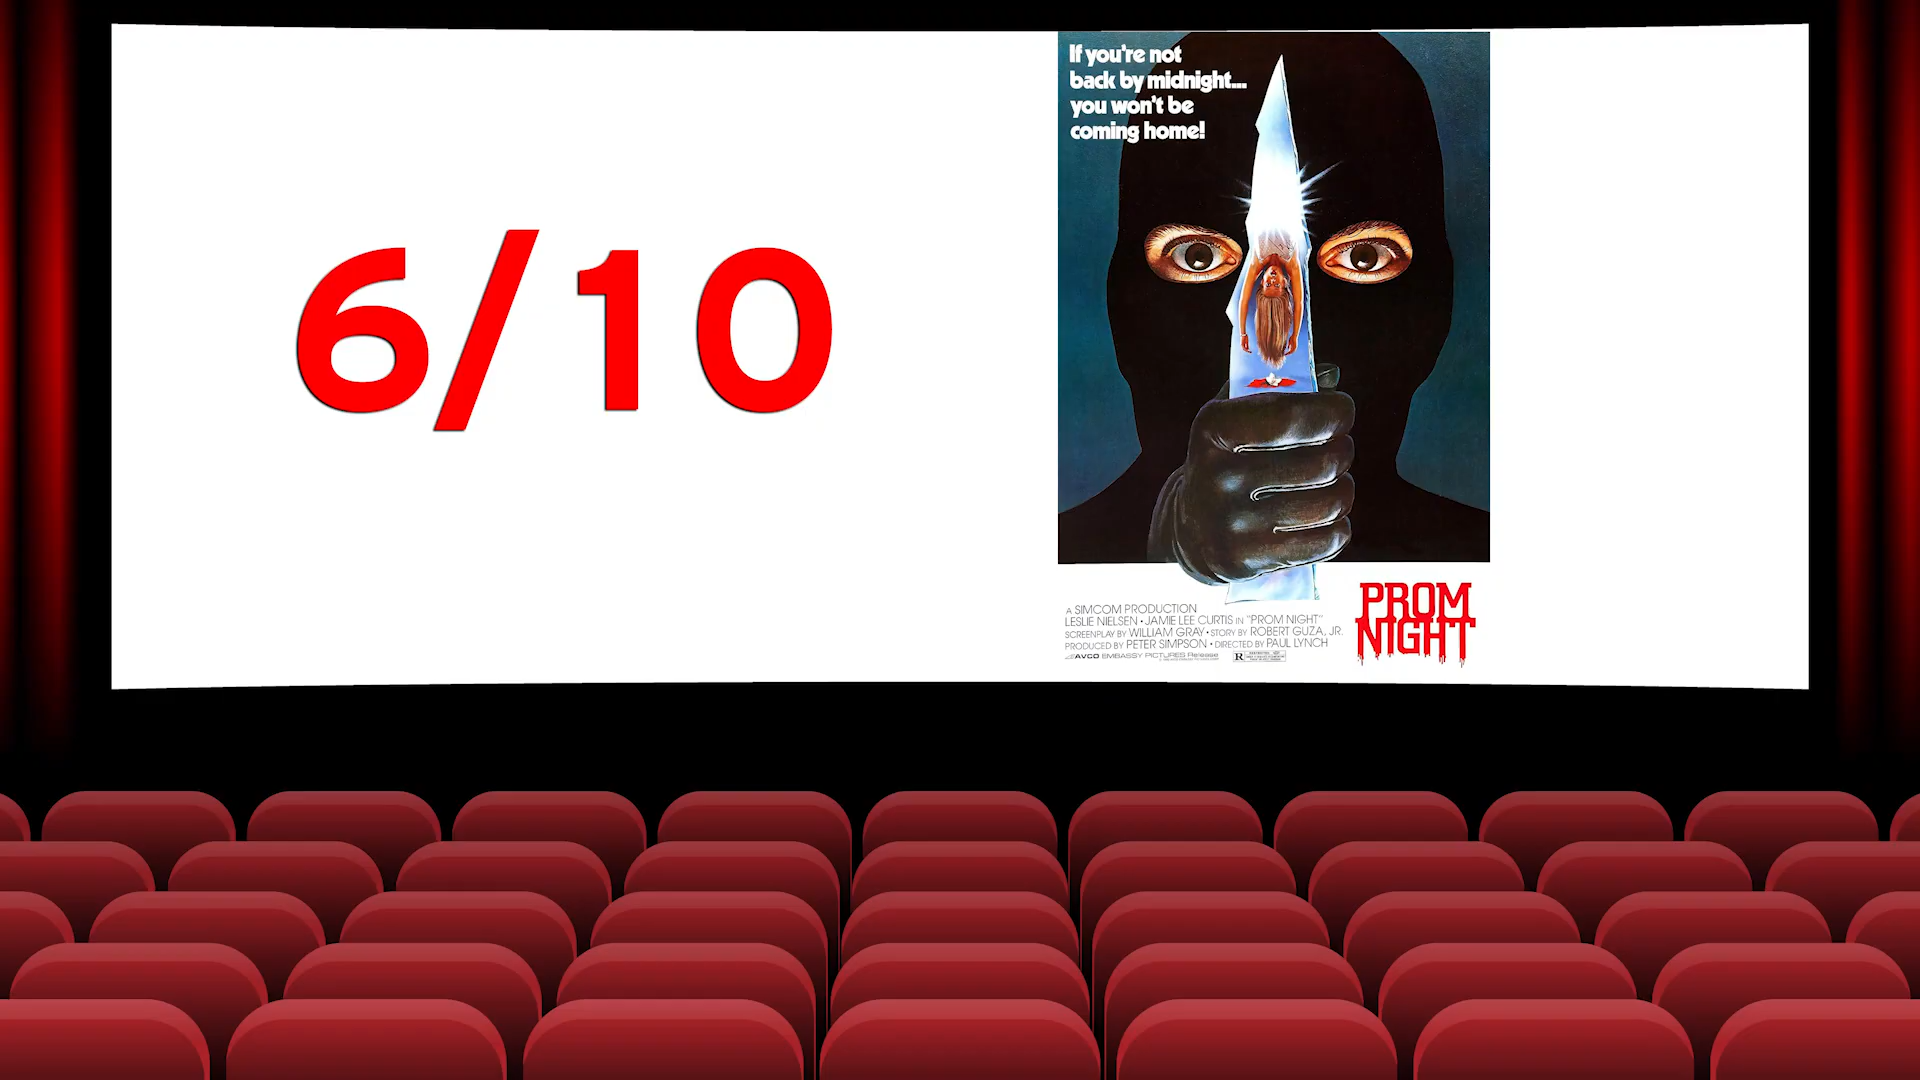 6/10
If you're not
back by midnight...
you won't be
coming home!
A SIMCOM PRODUCTION
LESLIE NIELSEN • JAMIE LEE CURTIS IN "PROM NIGHT"
SCREENPLAY BY WILLIAM GRAY • STORY BY ROBERT GUZA, JR.
PRODUCED BY PETER SIMPSON • DIRECTED BY PAUL LYNCH
AVCO EMBASSY PICTURES Release
R
PROM
NIGHT